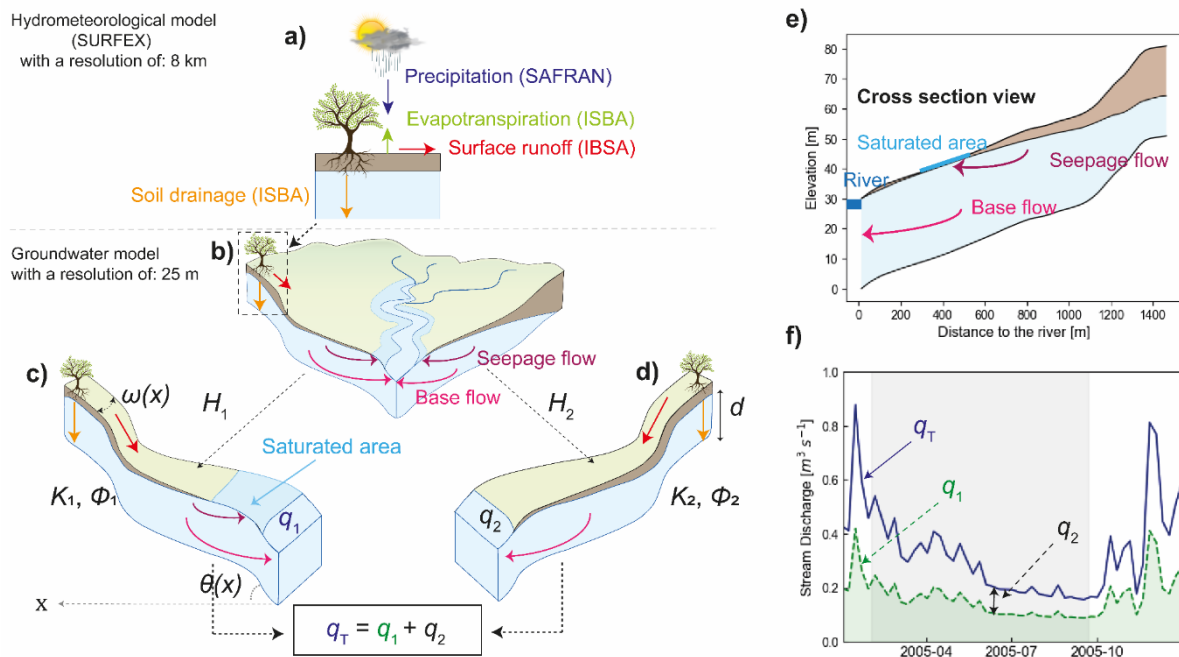 Hydrometeorological model
(SURFEX)
with a resolution of: 8 km
a)
Precipitation (SAFRAN)
Evapotranspiration (ISBA)
Surface runoff (IBSA)
Soil drainage (ISBA)
Groundwater model
with a resolution of: 25 m
b)
Seepage flow
Base flow
c)
ω(x)
H1
Saturated area
K1, Φ1
q1
θ(x)
x
d)
H2
d
K2, Φ2
q2
qT = q1 + q2
e)
80
70
60
50
40
30
20
10
0
Elevation [m]
Cross section view
Saturated area
River
Seepage flow
Base flow
0 200 400 600 800 1000 1200 1400
Distance to the river [m]
f)
1.0
0.8
0.6
0.4
0.2
0.0
Stream Discharge [m³ s⁻¹]
qT
q1
q2
2005-04 2005-07 2005-10